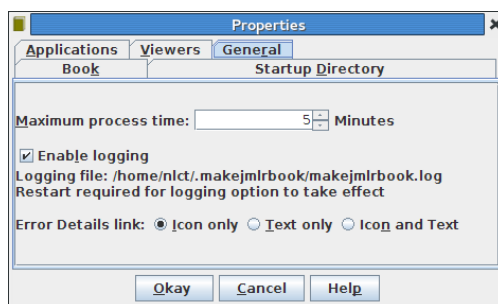 Properties
Applications Viewers General
Book Startup Directory
Maximum process time: 5 Minutes
Enable logging
Logging file: /home/nlct/.makejmlrbook/makejmlrbook.log
Restart required for logging option to take effect
Error Details link: Icon only Text only Icon and Text
Okay Cancel Help